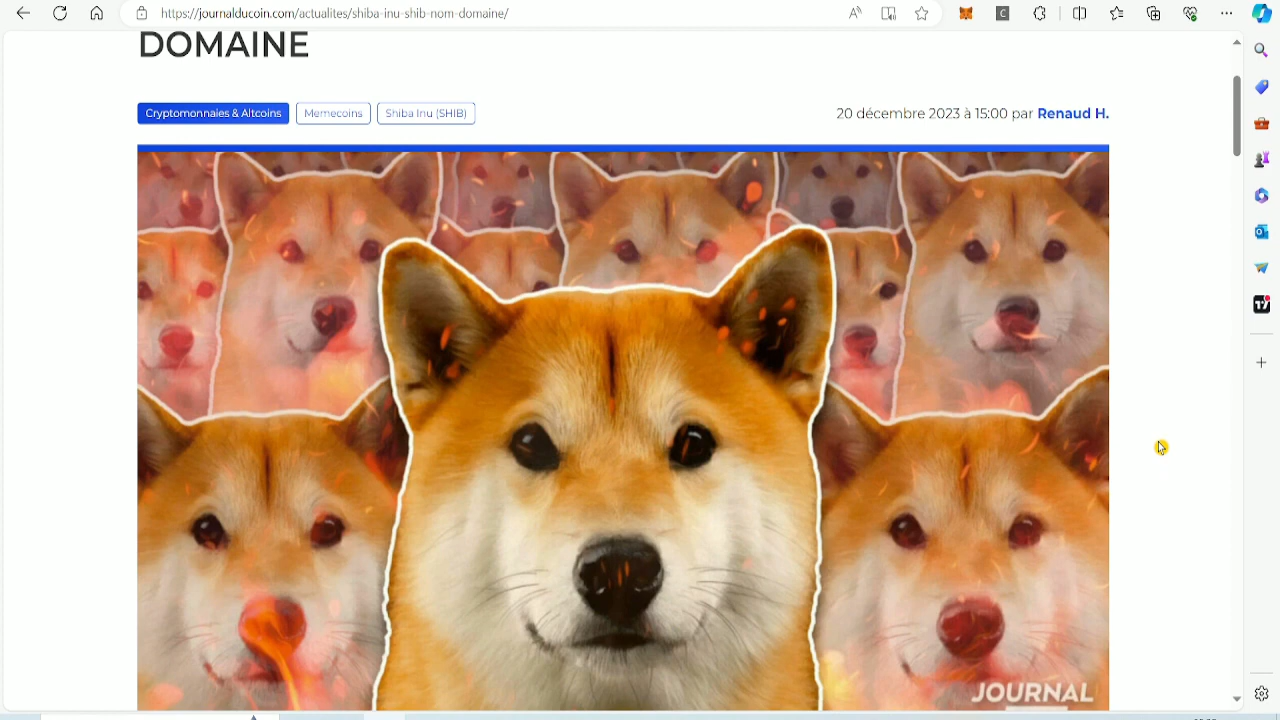 https://journalducoin.com/actualites/shiba-inu-shib-nom-domaine/
DOMAINE
Cryptomonnaies & Altcoins
Memecoins
Shiba Inu (SHIB)
20 décembre 2023 à 15:00 par Renaud H.
JOURNAL